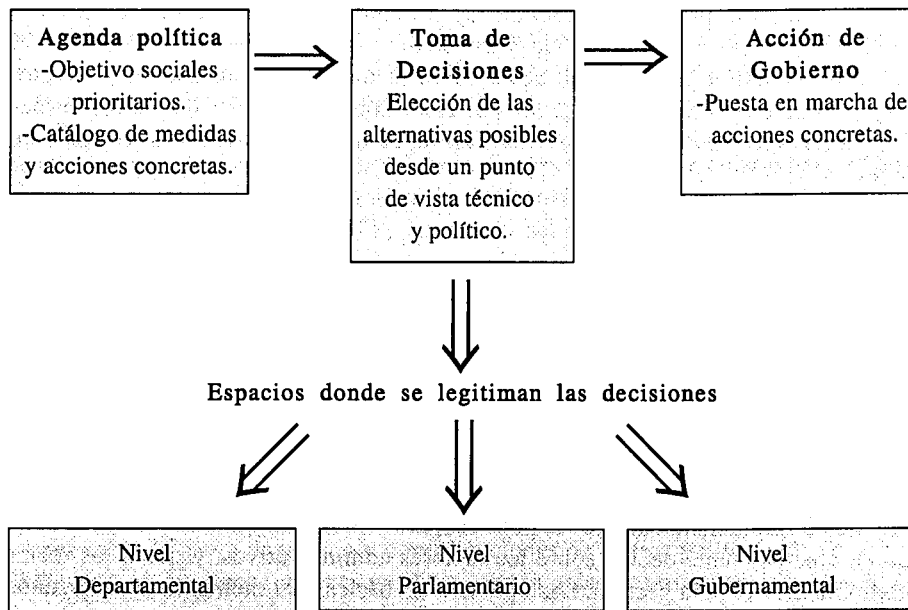 Agenda política
-Objetivo sociales
prioritarios.
-Catálogo de medidas
y acciones concretas.
Toma de
Decisiones
Elección de las
alternativas posibles
desde un punto
de vista técnico
y político.
Acción de
Gobierno
-Puesta en marcha de
acciones concretas.
Espacios donde se legitiman las decisiones
Nivel
Departamental
Nivel
Parlamentario
Nivel
Gubernamental